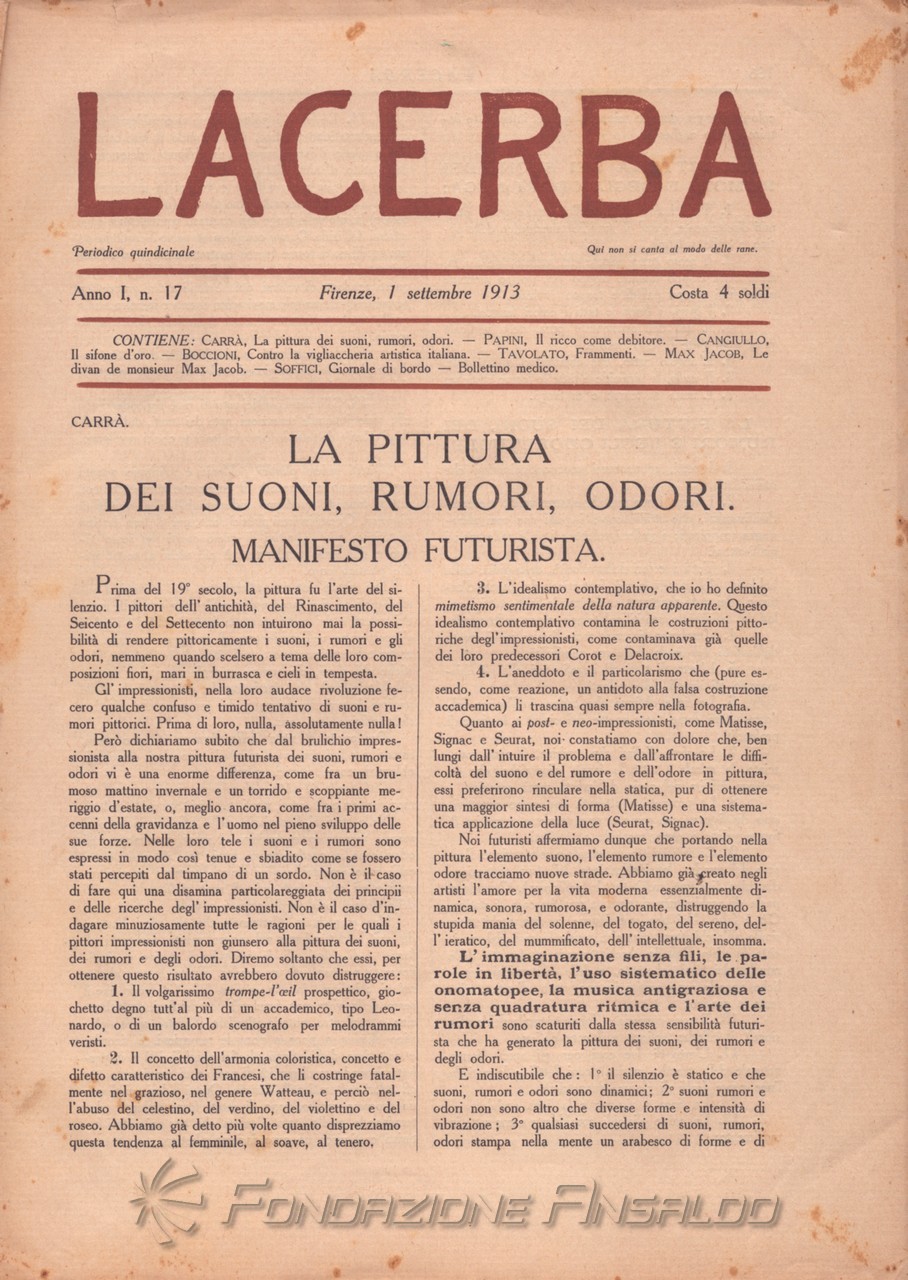 LACERBA
Periodico quindicinale
Qui non si canta al modo delle rane.
Anno I, n. 17
Firenze, 1 settembre 1913
Costa 4 soldi
CONTIENE: CARRÀ, La pittura dei suoni, rumori, odori. — PAPINI, Il ricco come debitore. — CANGIULLO,
Il sifone d'oro. — BOCCIONI, Contro la vigliaccheria artistica italiana. — TAVOLATO, Frammenti. — MAX JACOB, Le
divan de monsieur Max Jacob. — SOFFICI, Giornale di bordo — Bollettino medico.
CARRÀ.
LA PITTURA
DEI SUONI, RUMORI, ODORI.
MANIFESTO FUTURISTA.
Prima del 19° secolo, la pittura fu l'arte del si-
lenzio. I pittori dell'antichità, del Rinascimento, del
Seicento e del Settecento non intuirono mai la possi-
bilità di rendere pittoricamente i suoni, i rumori e gli
odori, nemmeno quando scelsero a tema delle loro com-
posizioni fiori, mari in burrasca e cieli in tempesta.
Gl'impressionisti, nella loro audace rivoluzione fe-
cero qualche confuso e timido tentativo di suoni e ru-
mori pittorici. Prima di loro, nulla, assolutamente nulla!
Però dichiariamo subito che dal brulichio impres-
sionista alla nostra pittura futurista dei suoni, rumori e
odori vi è una enorme differenza, come fra un bru-
moso mattino invernale e un torrido e scoppiante me-
riggio d'estate, o, meglio ancora, come fra i primi ac-
cenni della gravidanza e l'uomo nel pieno sviluppo delle
sue forze. Nelle loro tele i suoni e i rumori sono
espressi in modo così tenue e sbiadito come se fossero
stati percepiti dal timpano di un sordo. Non è il caso
di fare qui una disamina particolareggiata dei principii
e delle ricerche degl'impressionisti. Non è il caso d'in-
dagare minuziosamente tutte le ragioni per le quali i
pittori impressionisti non giunsero alla pittura dei suoni,
dei rumori e degli odori. Diremo soltanto che essi, per
ottenere questo risultato avrebbero dovuto distruggere:
1. Il volgarissimo trompe-l'œil prospettico, gio-
chetto degno tutt'al più di un accademico, tipo Leo-
nardo, o di un balordo scenografo per melodrammi
veristi.
2. Il concetto dell'armonia coloristica, concetto e
difetto caratteristico dei Francesi, che li costringe fatal-
mente nel grazioso, nel genere Watteau, e perciò nel-
l'abuso del celestino, del verdino, del violettino e del
roseo. Abbiamo già detto più volte quanto disprezziamo
questa tendenza al femminile, al soave, al tenero.
3. L'idealismo contemplativo, che io ho definito
mimetismo sentimentale della natura apparente. Questo
idealismo contemplativo contamina le costruzioni pitto-
riche degl'impressionisti, come contaminava già quelle
dei loro predecessori Corot e Delacroix.
4. L'aneddoto e il particolarismo che (pure es-
sendo, come reazione, un antidoto alla falsa costruzione
accademica) li trascina quasi sempre nella fotografia.
Quanto ai post- e neo-impressionisti, come Matisse,
Signac e Seurat, noi constatiamo con dolore che, ben
lungi dall'intuire il problema e dall'affrontare le diffi-
coltà del suono e del rumore e dell'odore in pittura,
essi preferirono rinculare nella statica, pur di ottenere
una maggior sintesi di forma (Matisse) e una sistema-
tica applicazione della luce (Seurat, Signac).
Noi futuristi affermiamo dunque che portando nella
pittura l'elemento suono, l'elemento rumore e l'elemento
odore tracciamo nuove strade. Abbiamo già creato negli
artisti l'amore per la vita moderna essenzialmente di-
namica, sonora, rumorosa, e odorante, distruggendo la
stupida mania del solenne, del togato, del sereno, del-
l'ieratico, del mummificato, dell'intellettuale, insomma.
L'immaginazione senza fili, le pa-
role in libertà, l'uso sistematico delle
onomatopee, la musica antigraziosa e
senza quadratura ritmica e l'arte dei
rumori sono scaturiti dalla stessa sensibilità futuri-
sta che ha generato la pittura dei suoni, dei rumori e
degli odori.
E indiscutibile che: 1° il silenzio è statico e che
suoni, rumori e odori sono dinamici; 2° suoni rumori e
odori non sono altro che diverse forme e intensità di
vibrazione; 3° qualsiasi succedersi di suoni, rumori,
odori stampa nella mente un arabesco di forme e di
FONDAZIONE ANSALDO